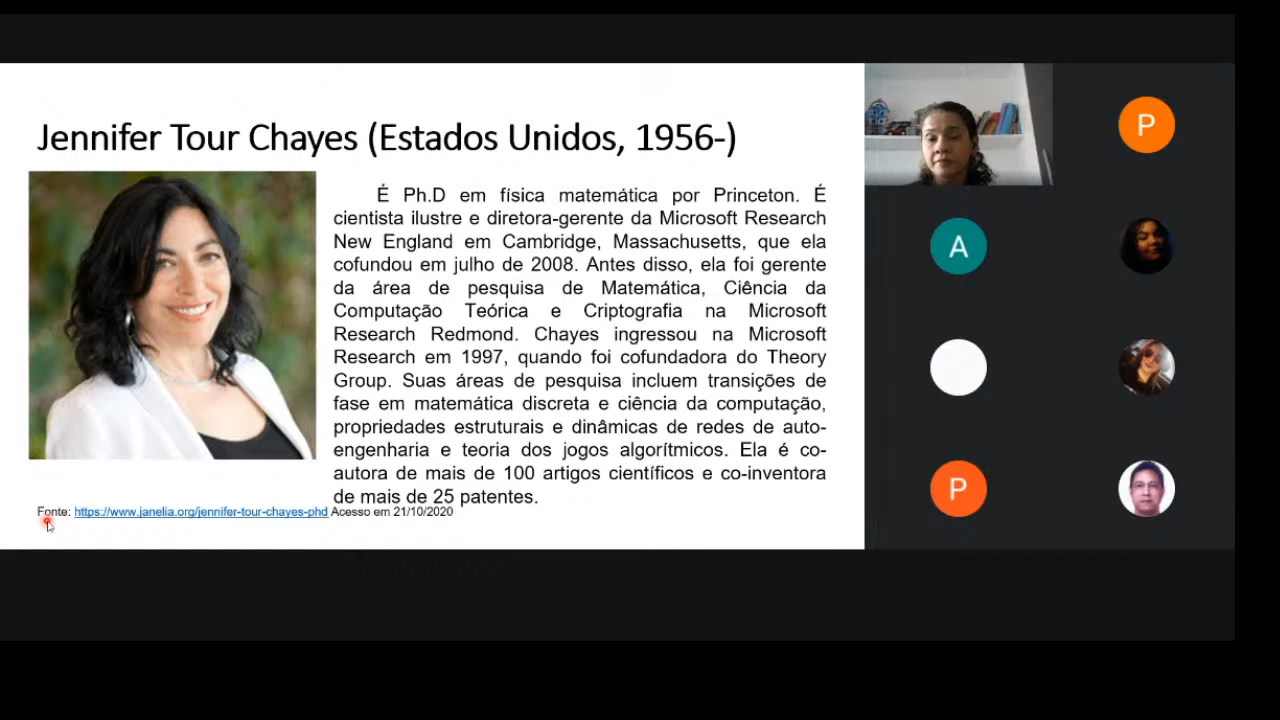 Jennifer Tour Chayes (Estados Unidos, 1956-)
É Ph.D em física matemática por Princeton. É
cientista ilustre e diretora-gerente da Microsoft Research
New England em Cambridge, Massachusetts, que ela
cofundou em julho de 2008. Antes disso, ela foi gerente
da área de pesquisa de Matemática, Ciência da
Computação Teórica e Criptografia na Microsoft
Research Redmond. Chayes ingressou na Microsoft
Research em 1997, quando foi cofundadora do Theory
Group. Suas áreas de pesquisa incluem transições de
fase em matemática discreta e ciência da computação,
propriedades estruturais e dinâmicas de redes de auto-
engenharia e teoria dos jogos algorítmicos. Ela é co-
autora de mais de 100 artigos científicos e co-inventora
de mais de 25 patentes.
Fonte: https://www.janelia.org/jennifer-tour-chayes-phd Acesso em 21/10/2020
P
A
P